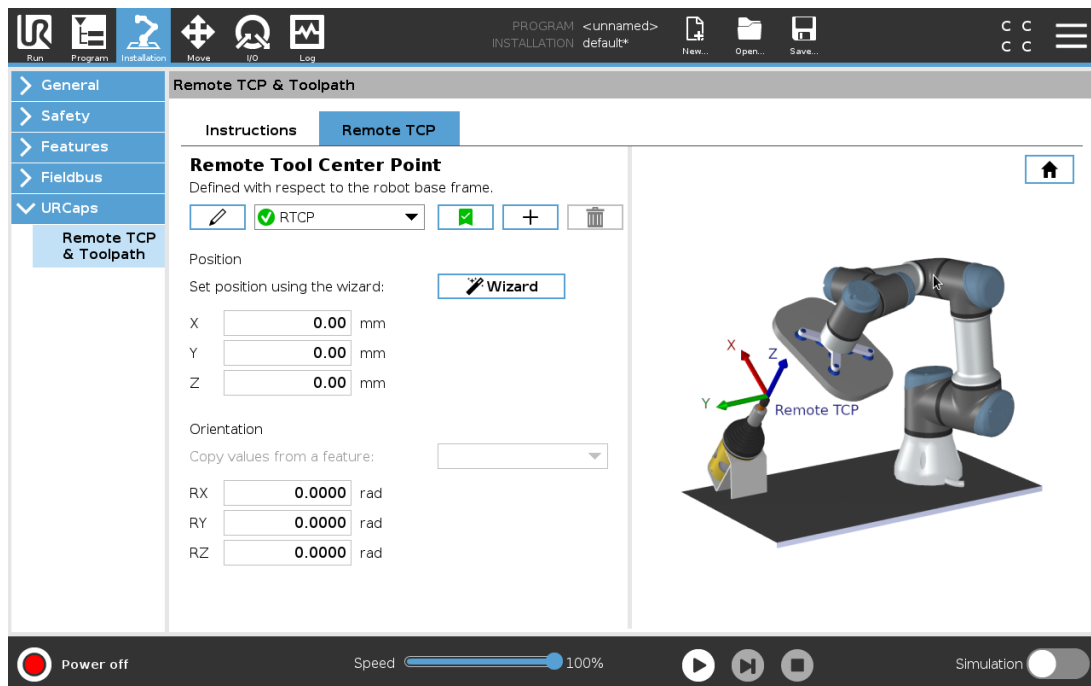 UR
Run
Program
Installation
Move
I/O
Log
PROGRAM <unnamed>
INSTALLATION default*
New...
Open...
Save...
C C
C C
General
Safety
Features
Fieldbus
URCaps
Remote TCP
& Toolpath
Remote TCP & Toolpath
Instructions
Remote TCP
Remote Tool Center Point
Defined with respect to the robot base frame.
RTCP
Position
Set position using the wizard:
Wizard
X 0.00 mm
Y 0.00 mm
Z 0.00 mm
Orientation
Copy values from a feature:
RX 0.0000 rad
RY 0.0000 rad
RZ 0.0000 rad
X
Z
Y
Remote TCP
Power off
Speed 100%
Simulation